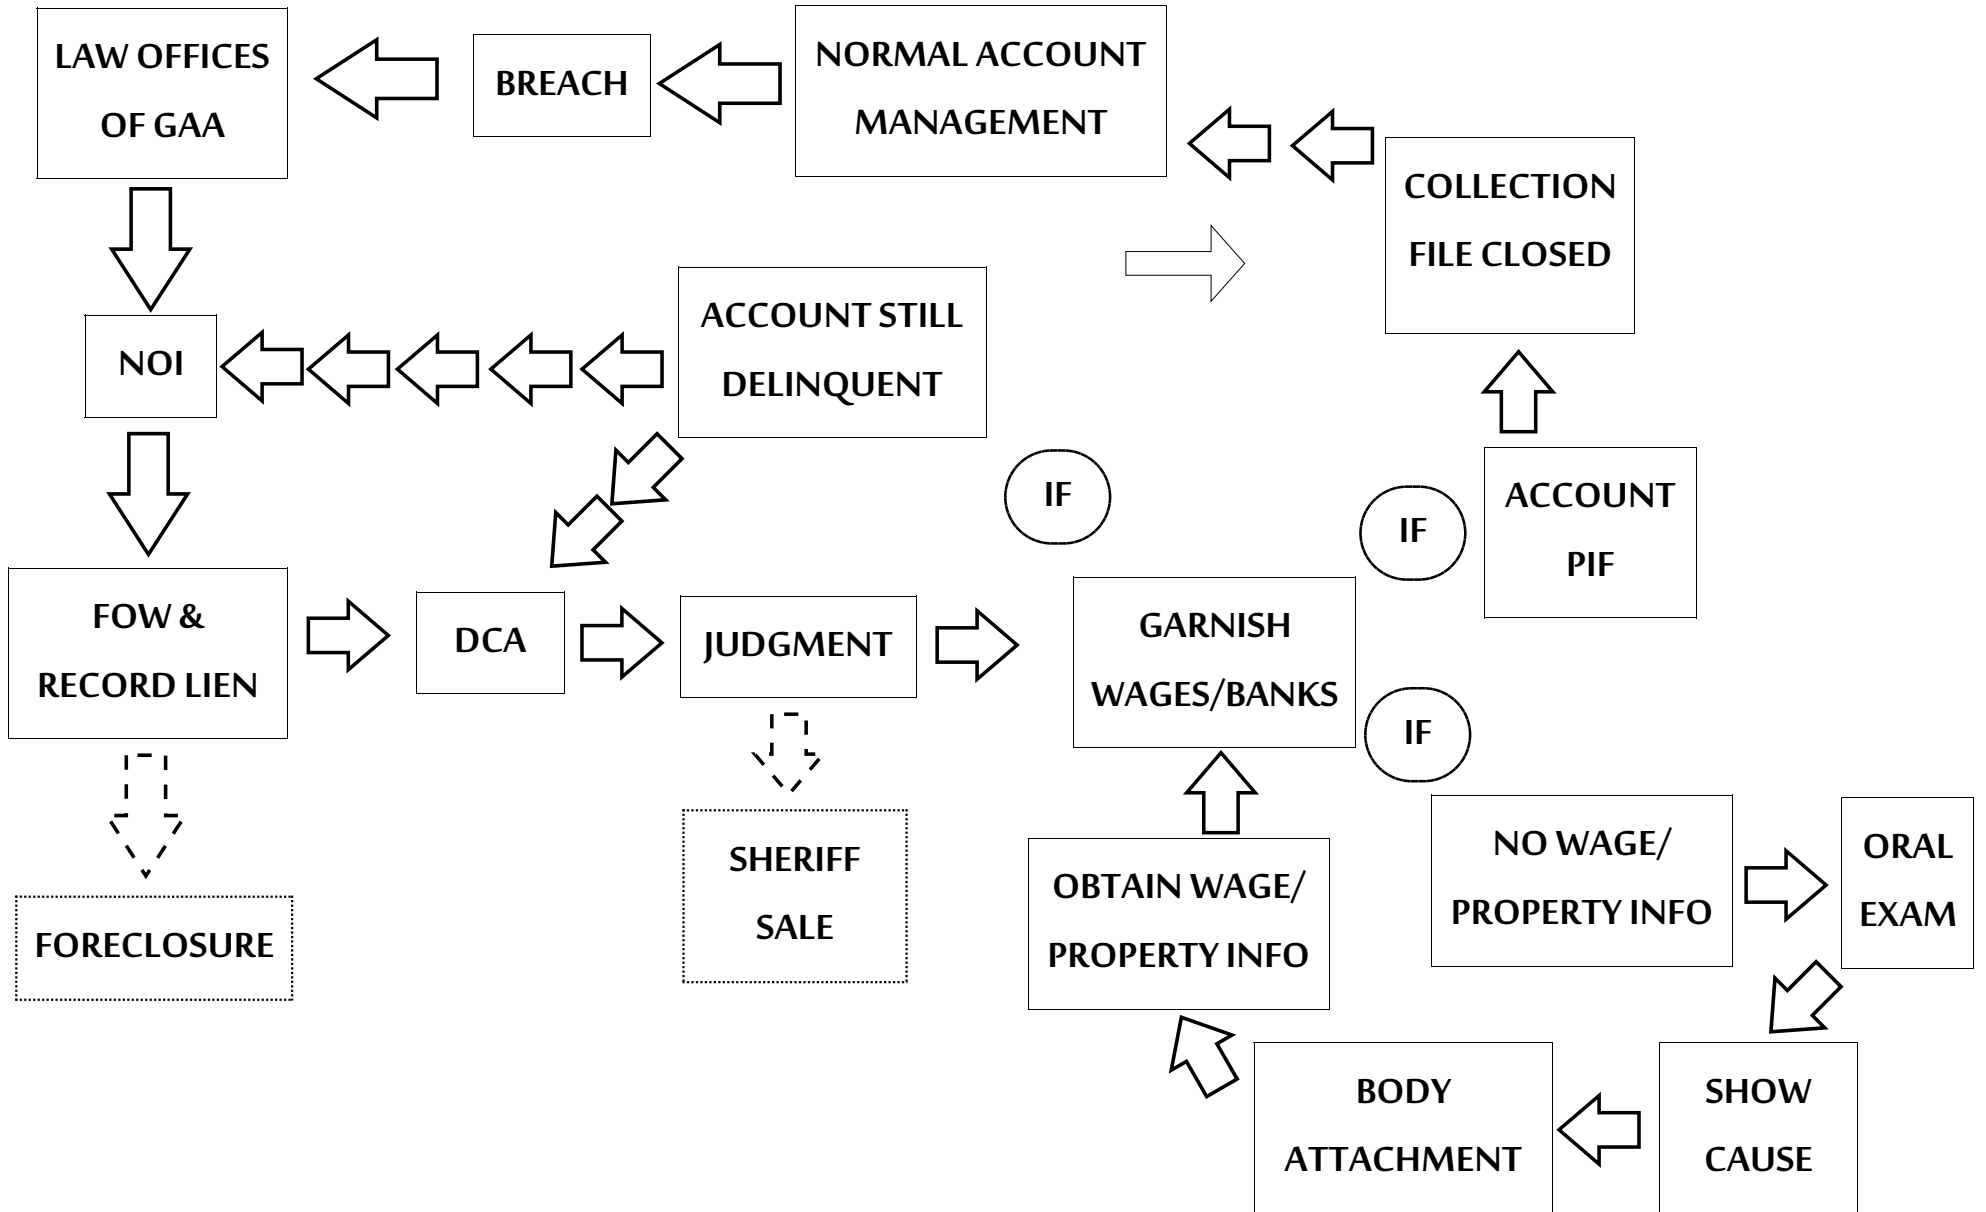 LAW OFFICES
OF GAA
BREACH
NORMAL ACCOUNT
MANAGEMENT
COLLECTION
FILE CLOSED
NOI
ACCOUNT STILL
DELINQUENT
IF
IF
ACCOUNT
PIF
FOW &
RECORD LIEN
DCA
JUDGMENT
GARNISH
WAGES/BANKS
IF
FORECLOSURE
SHERIFF
SALE
OBTAIN WAGE/
PROPERTY INFO
NO WAGE/
PROPERTY INFO
ORAL
EXAM
BODY
ATTACHMENT
SHOW
CAUSE